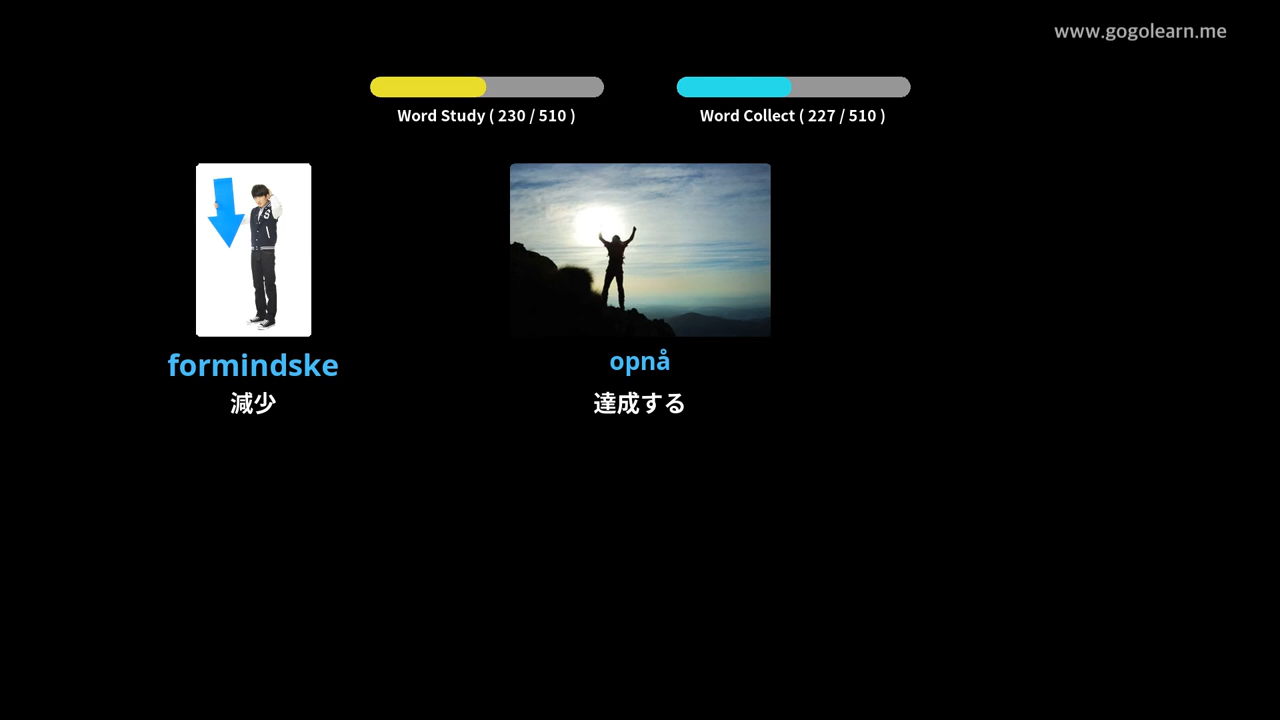 www.gogolearn.me
Word Study ( 230 / 510 )
Word Collect ( 227 / 510 )
formindske
減少
opnå
達成する